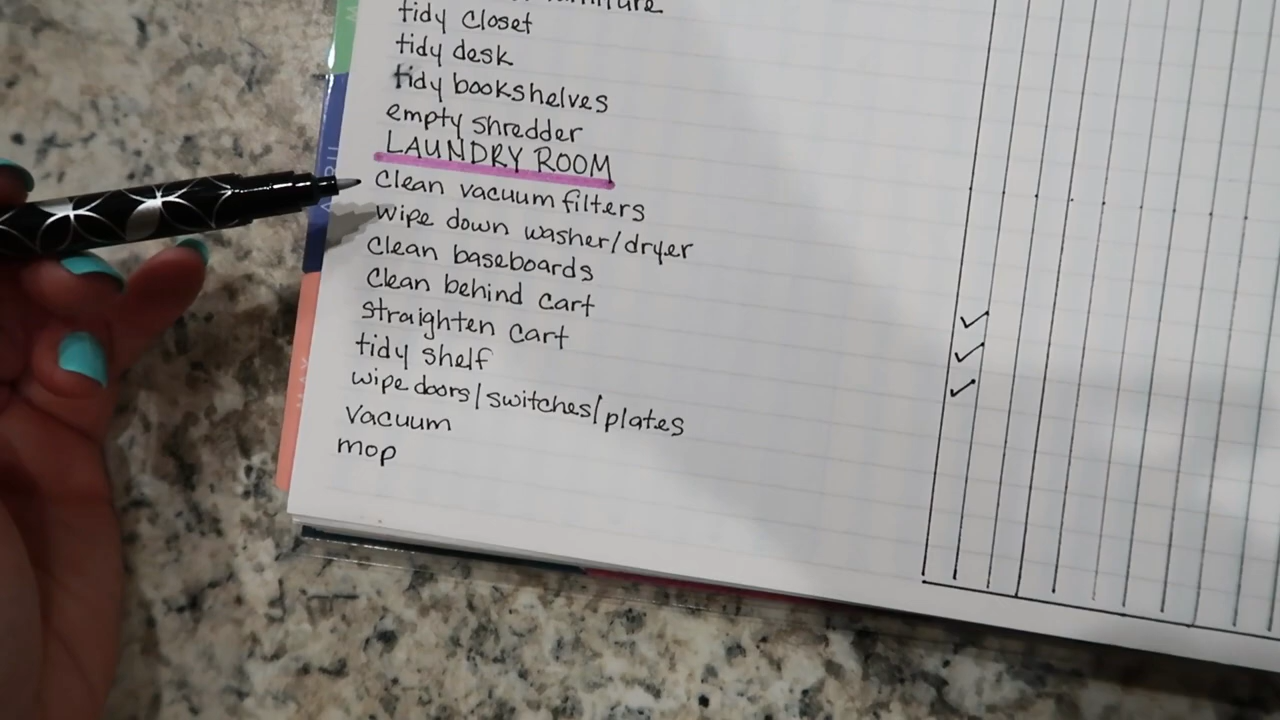 furniture
tidy closet
tidy desk
tidy bookshelves
empty shredder
LAUNDRY ROOM
Clean vacuum filters
wipe down washer/dryer
Clean baseboards
Clean behind cart
straighten cart
tidy shelf
wipe doors/switches/plates
vacuum
mop